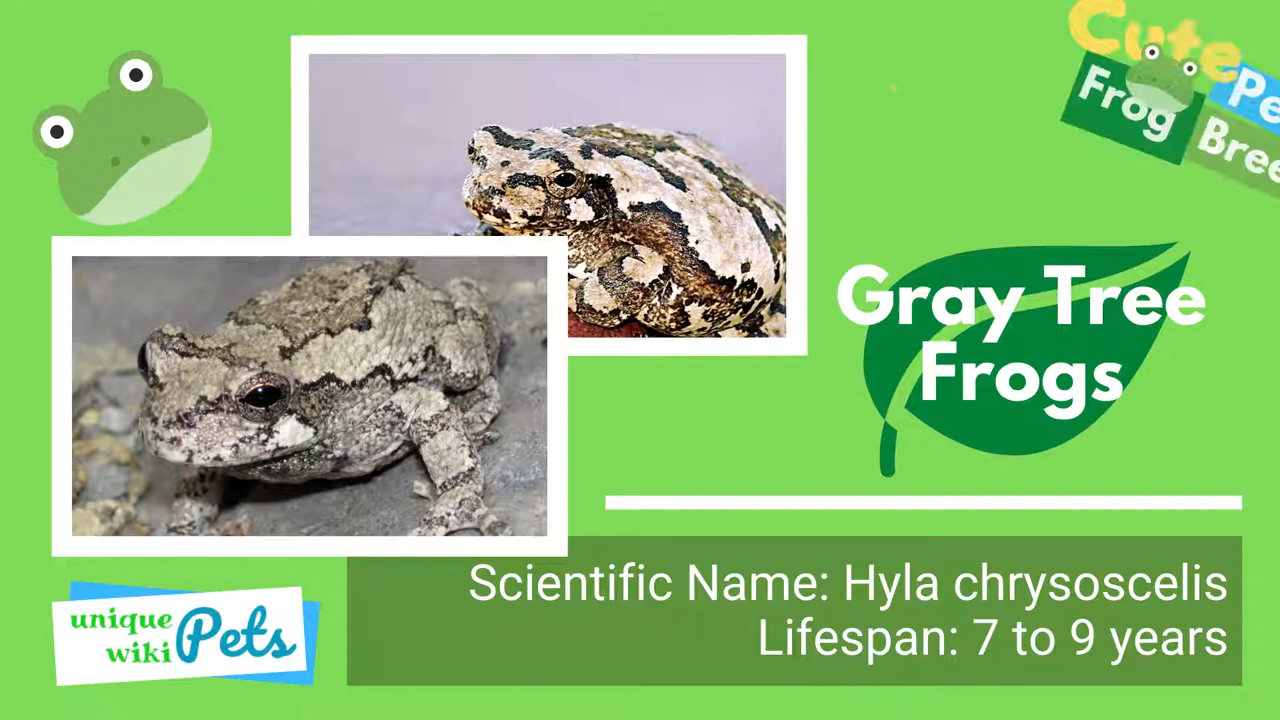 Cute
Frog
Gray Tree
Frogs
Scientific Name: Hyla chrysoscelis
Lifespan: 7 to 9 years
unique
wiki
Pets